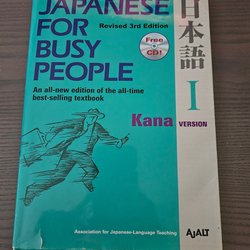 JAPANESE
FOR
BUSY
PEOPLE
Revised 3rd Edition
Free
CD!
An all-new edition of the all-time
best-selling textbook
日本語
I
Kana VERSION
Association for Japanese-Language Teaching
AJALT